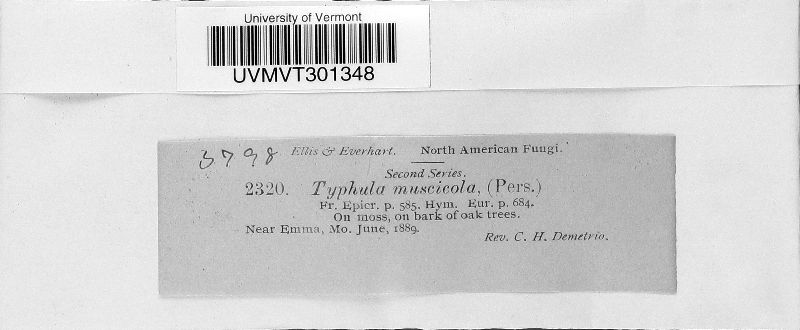 University of Vermont
UVMVT301348
3798 Ellis & Everhart. North American Fungi.
Second Series.
2320. Typhula muscicola, (Pers.)
Fr. Epicr. p. 585. Hym. Eur. p. 684.
On moss, on bark of oak trees.
Near Emma, Mo. June, 1889.
Rev. C. H. Demetrio.